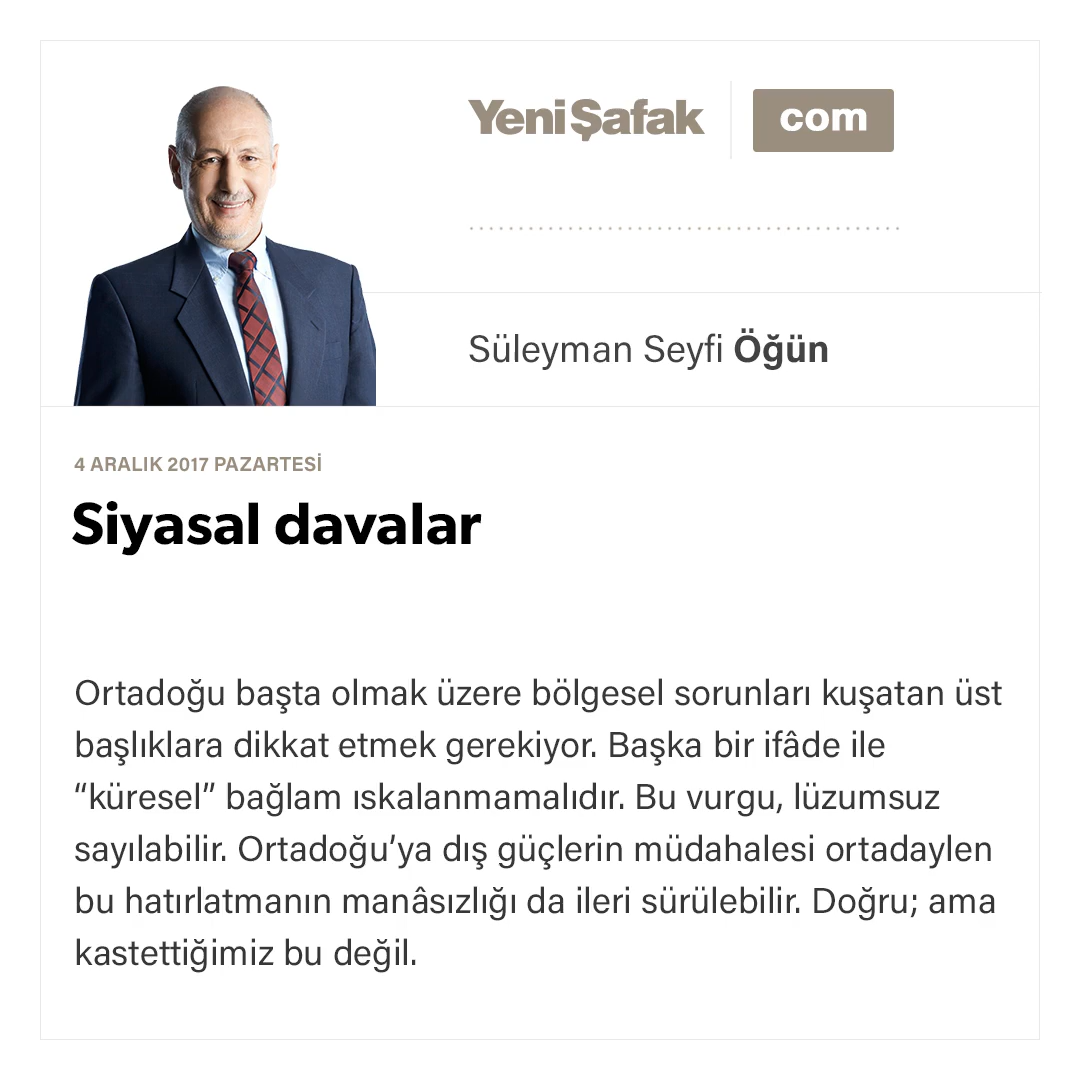 YeniŞafak
com
Süleyman Seyfi Öğün
4 ARALIK 2017 PAZARTESİ
Siyasal davalar
Ortadoğu başta olmak üzere bölgesel sorunları kuşatan üst
başlıklara dikkat etmek gerekiyor. Başka bir ifâde ile
“küresel” bağlam ıskalanmamalıdır. Bu vurgu, lüzumsuz
sayılabilir. Ortadoğu’ya dış güçlerin müdahalesi ortadaylen
bu hatırlatmanın manâsızlığı da ileri sürülebilir. Doğru; ama
kastettiğimiz bu değil.